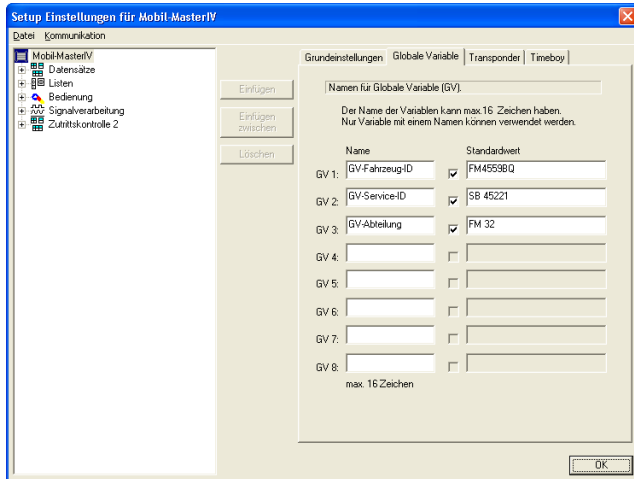 Setup Einstellungen für Mobil-MasterIV
Datei Kommunikation
Mobil-MasterIV
Datensätze
Listen
Bedienung
Signalverarbeitung
Zutrittskontrolle 2
Einfügen
Einfügen
zwischen
Löschen
Grundeinstellungen Globale Variable Transponder Timeboy
Namen für Globale Variable (GV).
Der Name der Variablen kann max.16 Zeichen haben.
Nur Variable mit einem Namen können verwendet werden.
Name Standardwert
GV 1: GV-Fahrzeug-ID FM4559BQ
GV 2: GV-Service-ID SB 45221
GV 3: GV-Abteilung FM 32
GV 4:
GV 5:
GV 6:
GV 7:
GV 8:
max. 16 Zeichen
OK